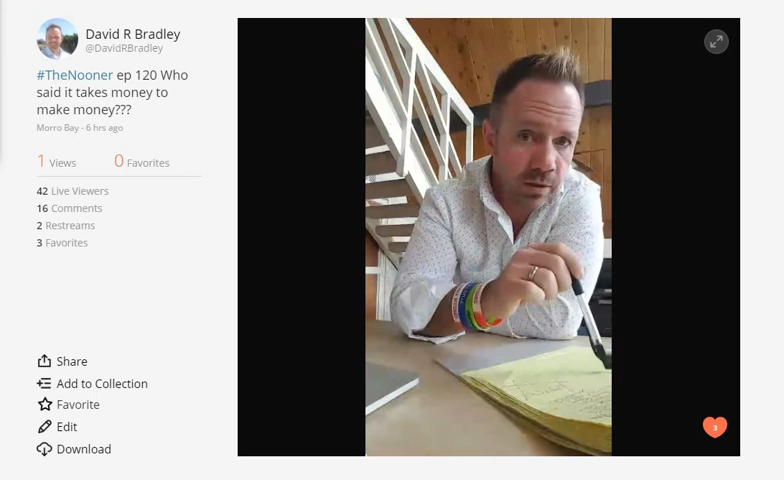 David R Bradley
@DavidRBradley
#TheNooner ep 120 Who
said it takes money to
make money???
Morro Bay - 6 hrs ago
1 Views 0 Favorites
42 Live Viewers
16 Comments
2 Restreams
3 Favorites
Share
Add to Collection
Favorite
Edit
Download
3